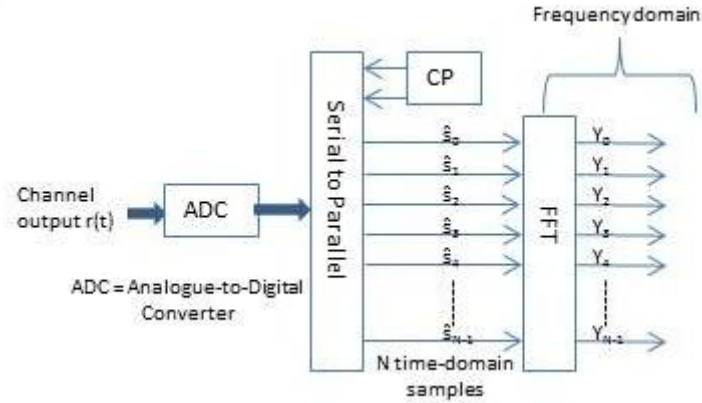 Frequency domain
CP
Serial to Parallel
ŝ0
ŝ1
ŝ2
ŝ3
ŝ4
ŝN-1
FFT
Y0
Y1
Y2
Y3
Y4
YN-1
Channel
output r(t)
ADC
ADC = Analogue-to-Digital
Converter
N time-domain
samples